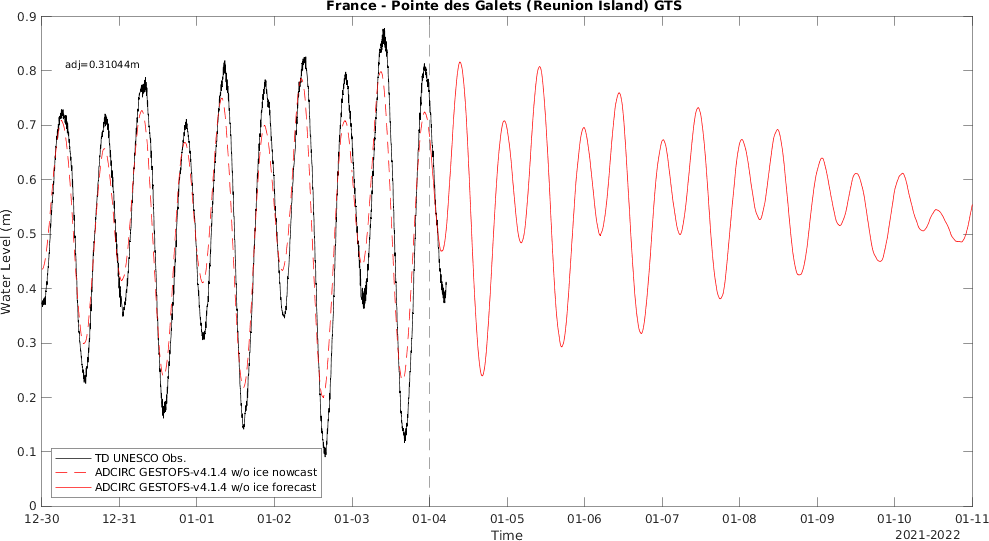 France - Pointe des Galets (Reunion Island) GTS
0.9
0.8
0.7
0.6
0.5
0.4
0.3
0.2
0.1
0
Water Level (m)
adj=0.31044m
TD UNESCO Obs.
ADCIRC GESTOFS-v4.1.4 w/o ice nowcast
ADCIRC GESTOFS-v4.1.4 w/o ice forecast
12-30 12-31 01-01 01-02 01-03 01-04 01-05 01-06 01-07 01-08 01-09 01-10 01-11
Time
2021-2022